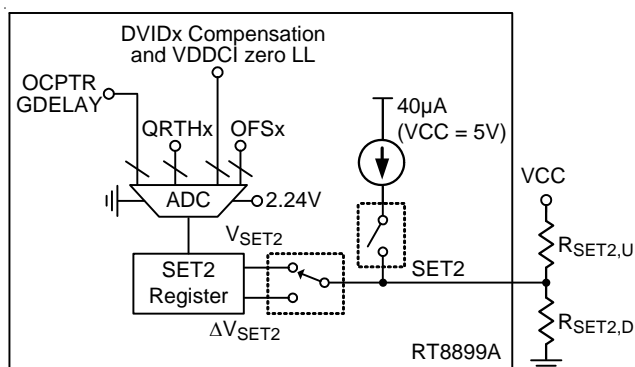 DVIDx Compensation
and VDDCI zero LL
OCPTR
GDELAY
QRTHx
OFSx
40µA
(VCC = 5V)
ADC
2.24V
VCC
VSET2
SET2
Register
SET2
RSET2,U
RSET2,D
ΔVSET2
RT8899A